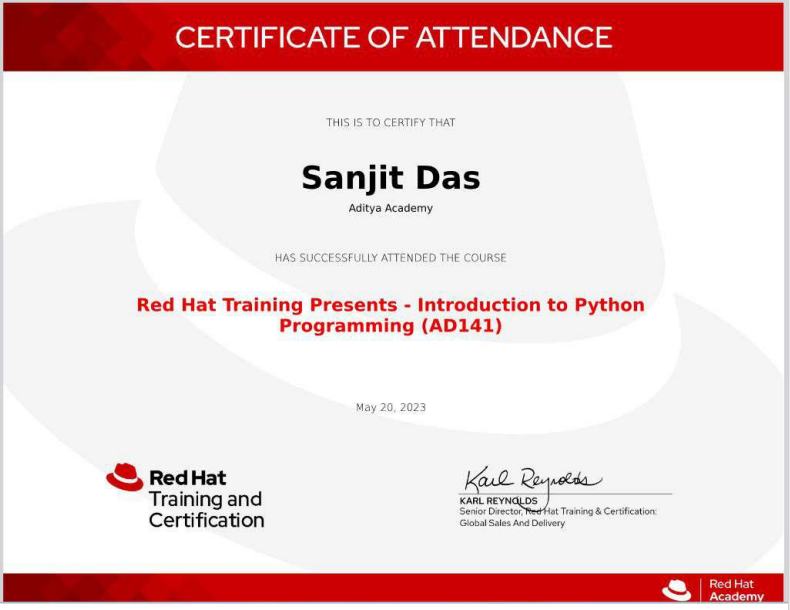 CERTIFICATE OF ATTENDANCE
THIS IS TO CERTIFY THAT
Sanjit Das
Aditya Academy
HAS SUCCESSFULLY ATTENDED THE COURSE
Red Hat Training Presents - Introduction to Python
Programming (AD141)
May 20, 2023
Red Hat
Training and
Certification
Karl Reynolds
KARL REYNOLDS
Senior Director, Red Hat Training & Certification:
Global Sales And Delivery
Red Hat
Academy